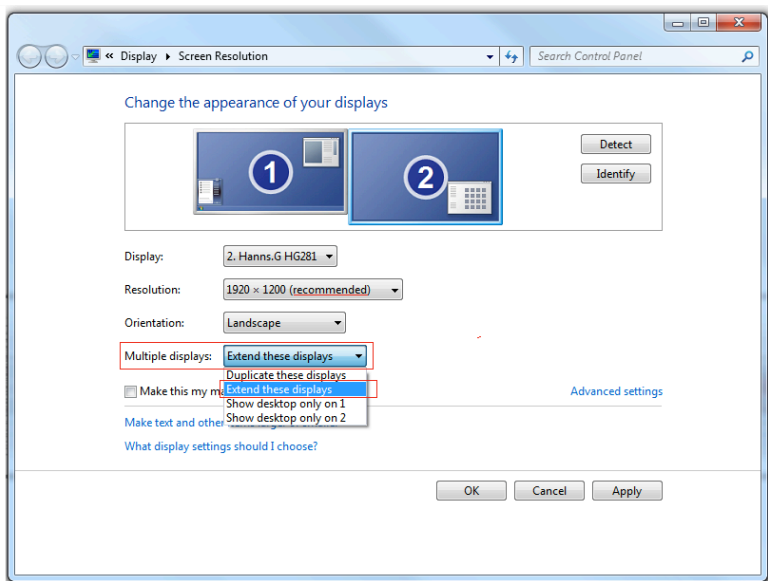 « Display ▸ Screen Resolution
Search Control Panel
Change the appearance of your displays
1
2
Detect
Identify
Display: 2. Hanns.G HG281
Resolution: 1920 × 1200 (recommended)
Orientation: Landscape
Multiple displays: Extend these displays
Duplicate these displays
Make this my
Extend these displays
Advanced settings
Show desktop only on 1
Make text and other
Show desktop only on 2
What display settings should I choose?
OK
Cancel
Apply